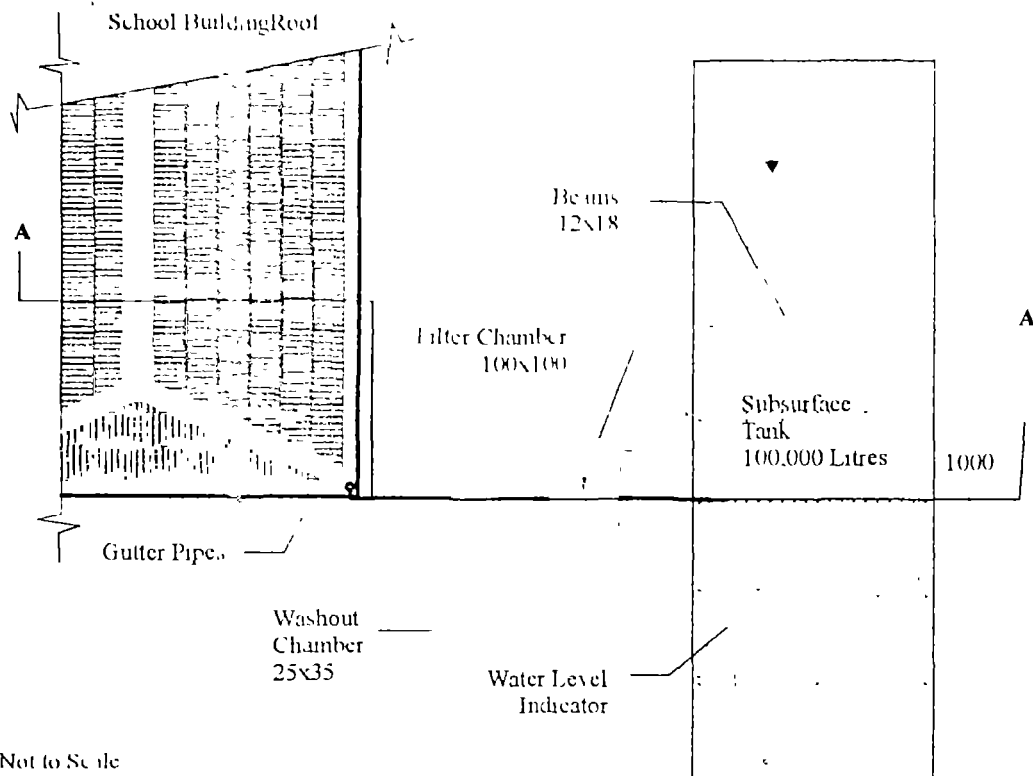 School BuildingRoof
A
Beams
12x18
A
Filter Chamber
100x100
Subsurface
Tank
100,000 Litres
1000
Gutter Pipes
Washout
Chamber
25x35
Water Level
Indicator
Not to Scale